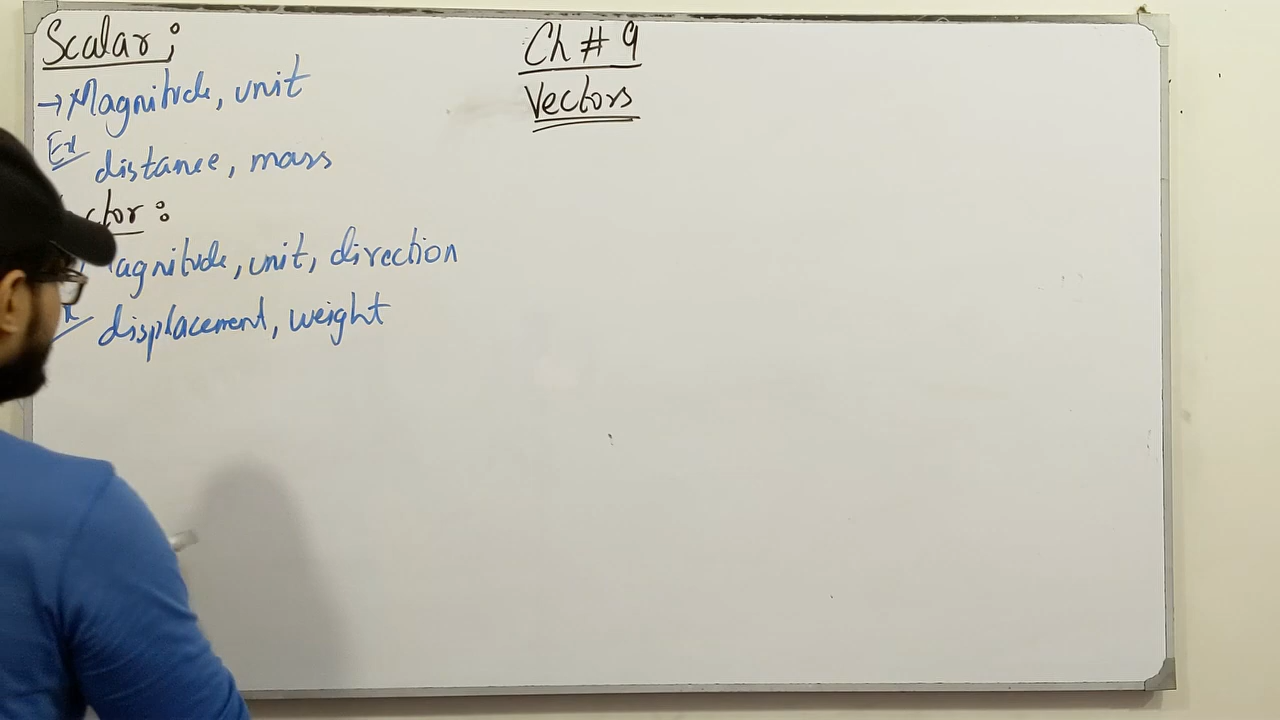 Scalar :
→ Magnitude, unit
Ex distance, mass
ctor :
agnitude, unit, direction
x displacement, weight
Ch # 9
Vectors